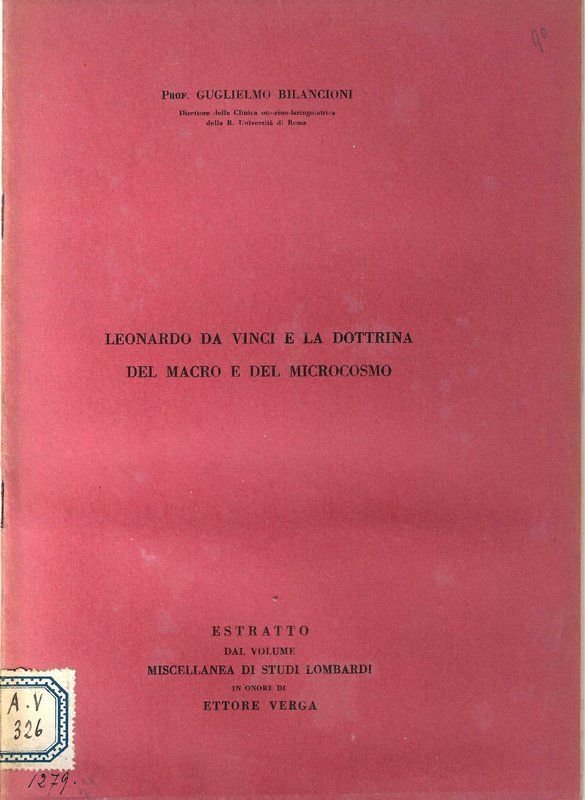 90
Prof. GUGLIELMO BILANCIONI
Direttore della Clinica oto-rino-laringoiatrica
della R. Università di Roma
LEONARDO DA VINCI E LA DOTTRINA
DEL MACRO E DEL MICROCOSMO
ESTRATTO
DAL VOLUME
MISCELLANEA DI STUDI LOMBARDI
IN ONORE DI
ETTORE VERGA
A.V
326
1279.